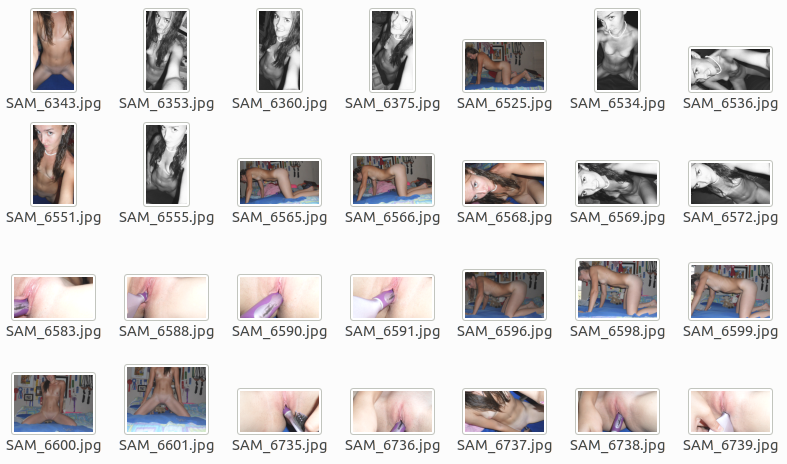 SAM_6343.jpg SAM_6353.jpg SAM_6360.jpg SAM_6375.jpg SAM_6525.jpg SAM_6534.jpg SAM_6536.jpg
SAM_6551.jpg SAM_6555.jpg SAM_6565.jpg SAM_6566.jpg SAM_6568.jpg SAM_6569.jpg SAM_6572.jpg
SAM_6583.jpg SAM_6588.jpg SAM_6590.jpg SAM_6591.jpg SAM_6596.jpg SAM_6598.jpg SAM_6599.jpg
SAM_6600.jpg SAM_6601.jpg SAM_6735.jpg SAM_6736.jpg SAM_6737.jpg SAM_6738.jpg SAM_6739.jpg